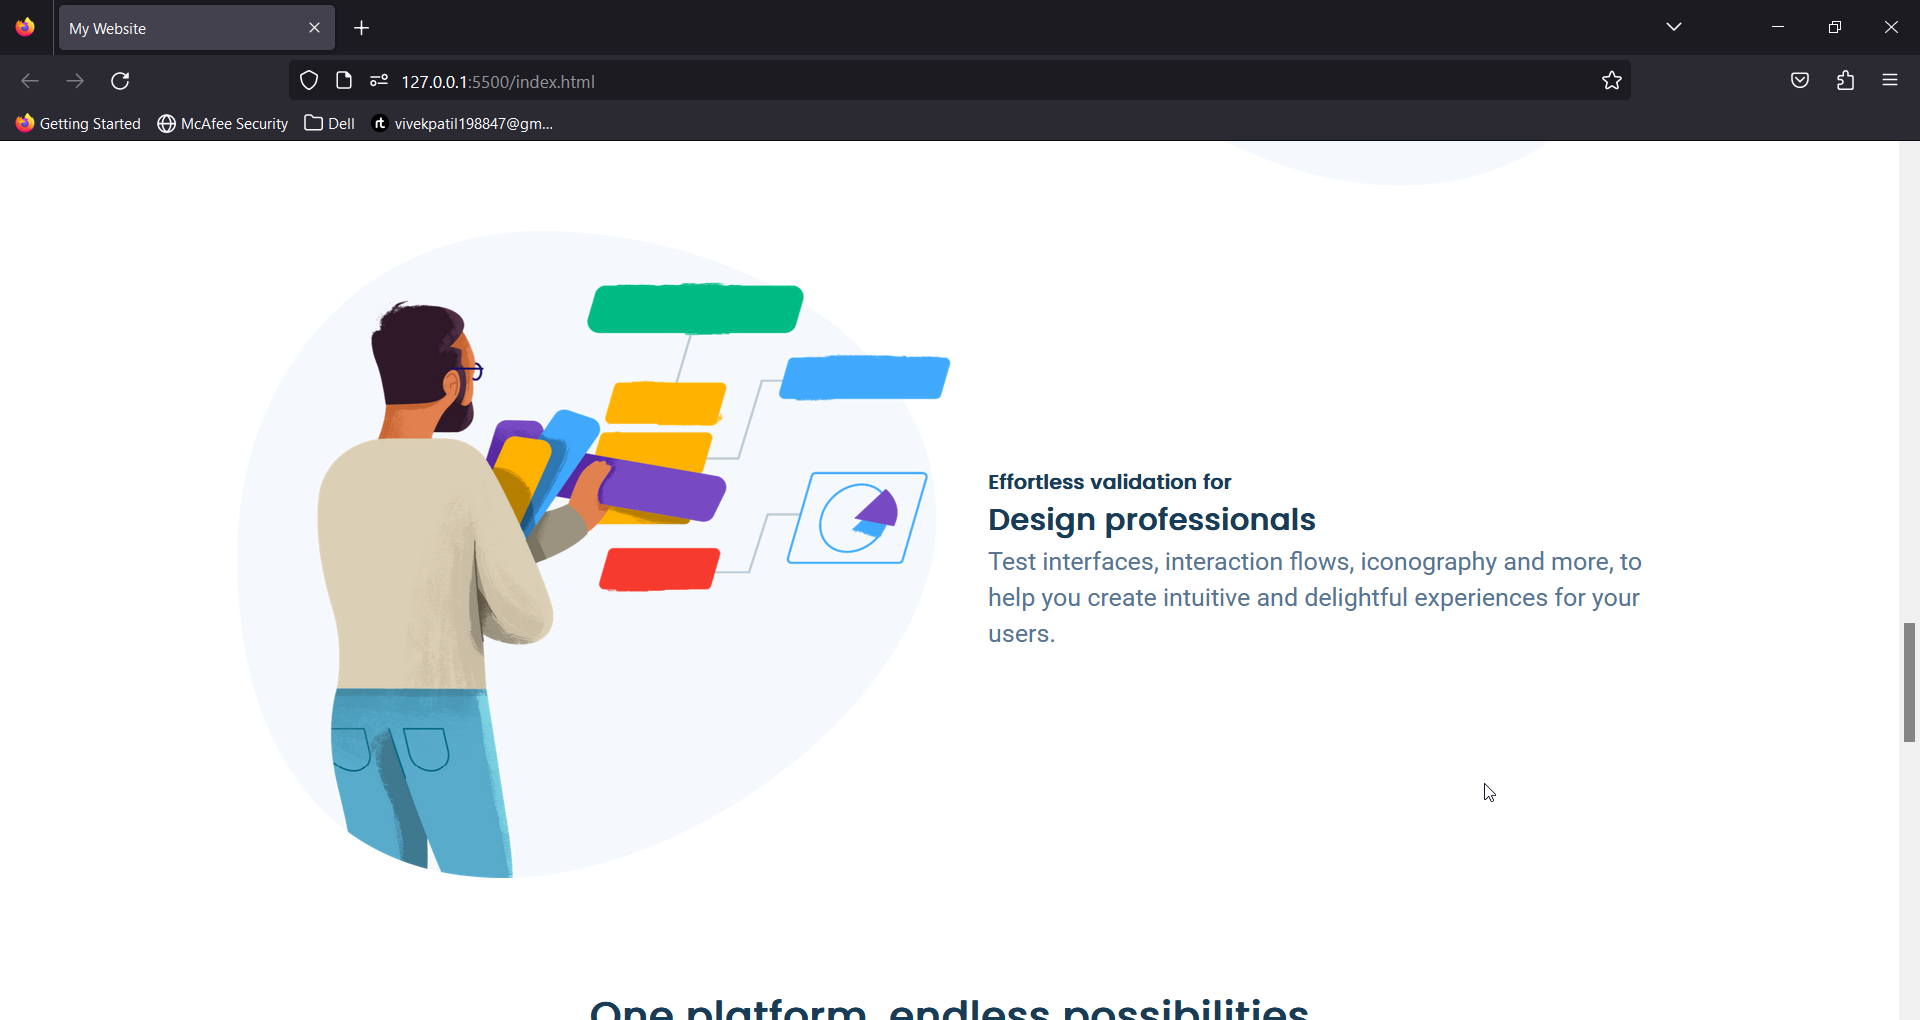 My Website
127.0.0.1:5500/index.html
Getting Started McAfee Security Dell rt vivekpatil198847@gm...
Effortless validation for
Design professionals
Test interfaces, interaction flows, iconography and more, to
help you create intuitive and delightful experiences for your
users.
One platform, endless possibilities